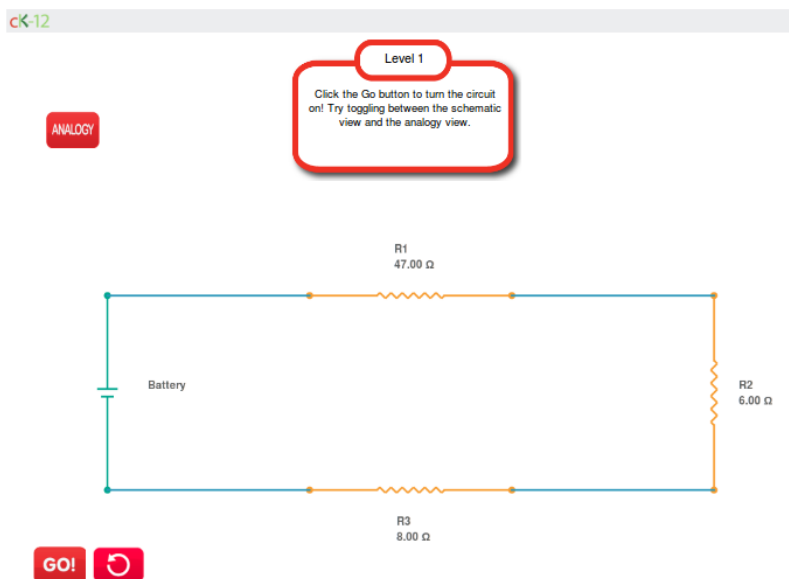 cK-12
Level 1
Click the Go button to turn the circuit
on! Try toggling between the schematic
view and the analogy view.
ANALOGY
R1
47.00 Ω
Battery
R2
6.00 Ω
R3
8.00 Ω
GO!